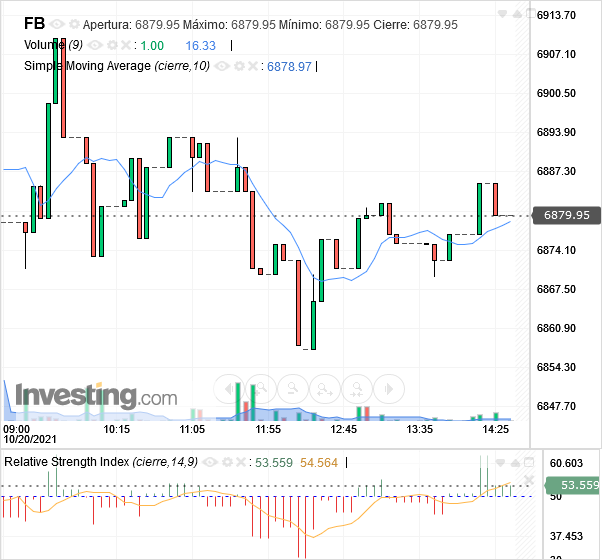 FB Apertura: 6879.95 Máximo: 6879.95 Mínimo: 6879.95 Cierre: 6879.95
Volume (9) : 1.00 16.33
Simple Moving Average (cierre,10) : 6878.97
6913.70
6907.10
6900.50
6893.90
6887.30
6879.95
6874.10
6867.50
6860.90
6854.30
6847.70
Investing.com
09:00 10:15 11:05 11:55 12:45 13:35 14:25
10/20/2021
Relative Strength Index (cierre,14,9) : 53.559 54.564
60.603
53.559
50
37.453